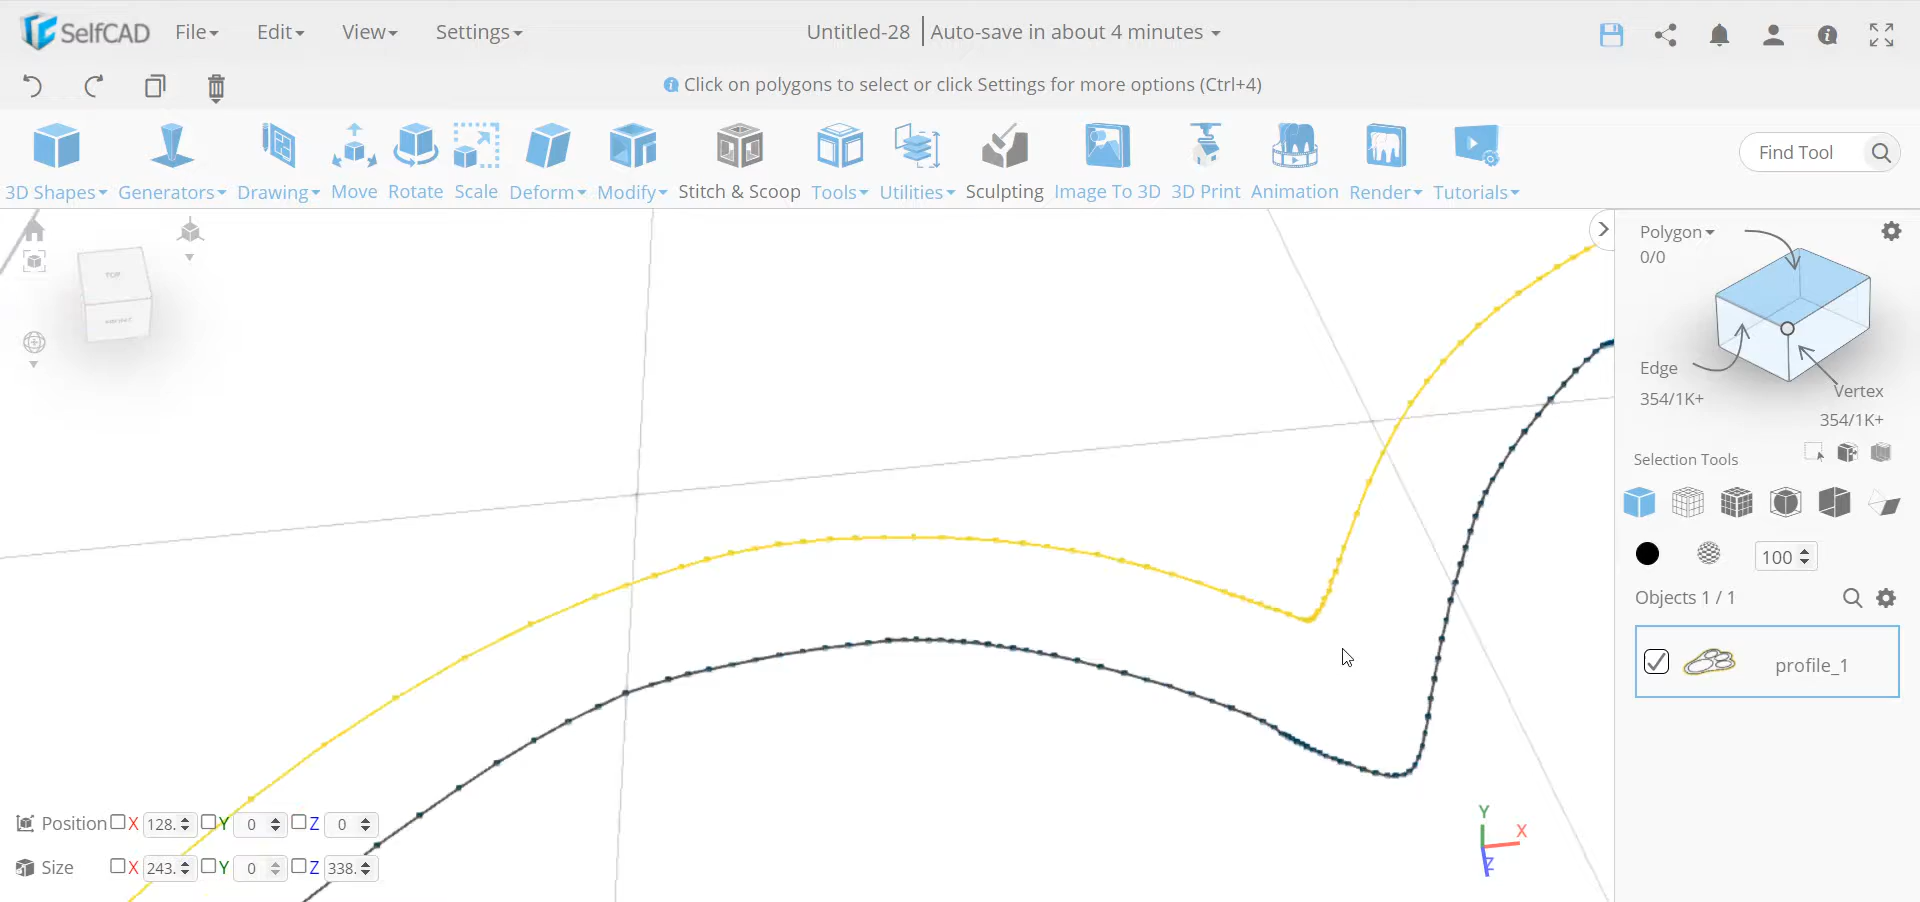 SelfCAD File Edit View Settings Untitled-28 Auto-save in about 4 minutes
Click on polygons to select or click Settings for more options (Ctrl+4)
3D Shapes Generators Drawing Move Rotate Scale Deform Modify Stitch & Scoop Tools Utilities Sculpting Image To 3D 3D Print Animation Render Tutorials
Find Tool
TOP
Polygon
0/0
Edge
354/1K+
Vertex
354/1K+
Selection Tools
100
Objects 1 / 1
profile_1
Y
X
Z
Position X 128. Y 0 Z 0
Size X 243. Y 0 Z 338.